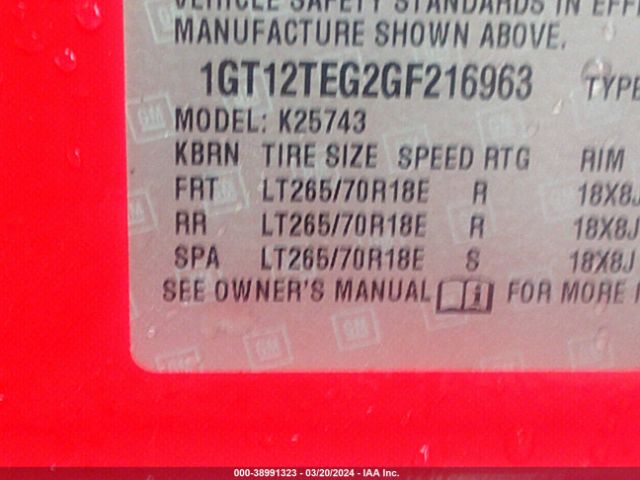 VEHICLE SAFETY STANDARDS IN EFFE
MANUFACTURE SHOWN ABOVE.
1GT12TEG2GF216963 TYPE
MODEL: K25743
KBRN TIRE SIZE SPEED RTG RIM
FRT LT265/70R18E R 18X8J
RR LT265/70R18E R 18X8J
SPA LT265/70R18E S 18X8J
SEE OWNER'S MANUAL FOR MORE
000-38991323 - 03/20/2024 - IAA Inc.